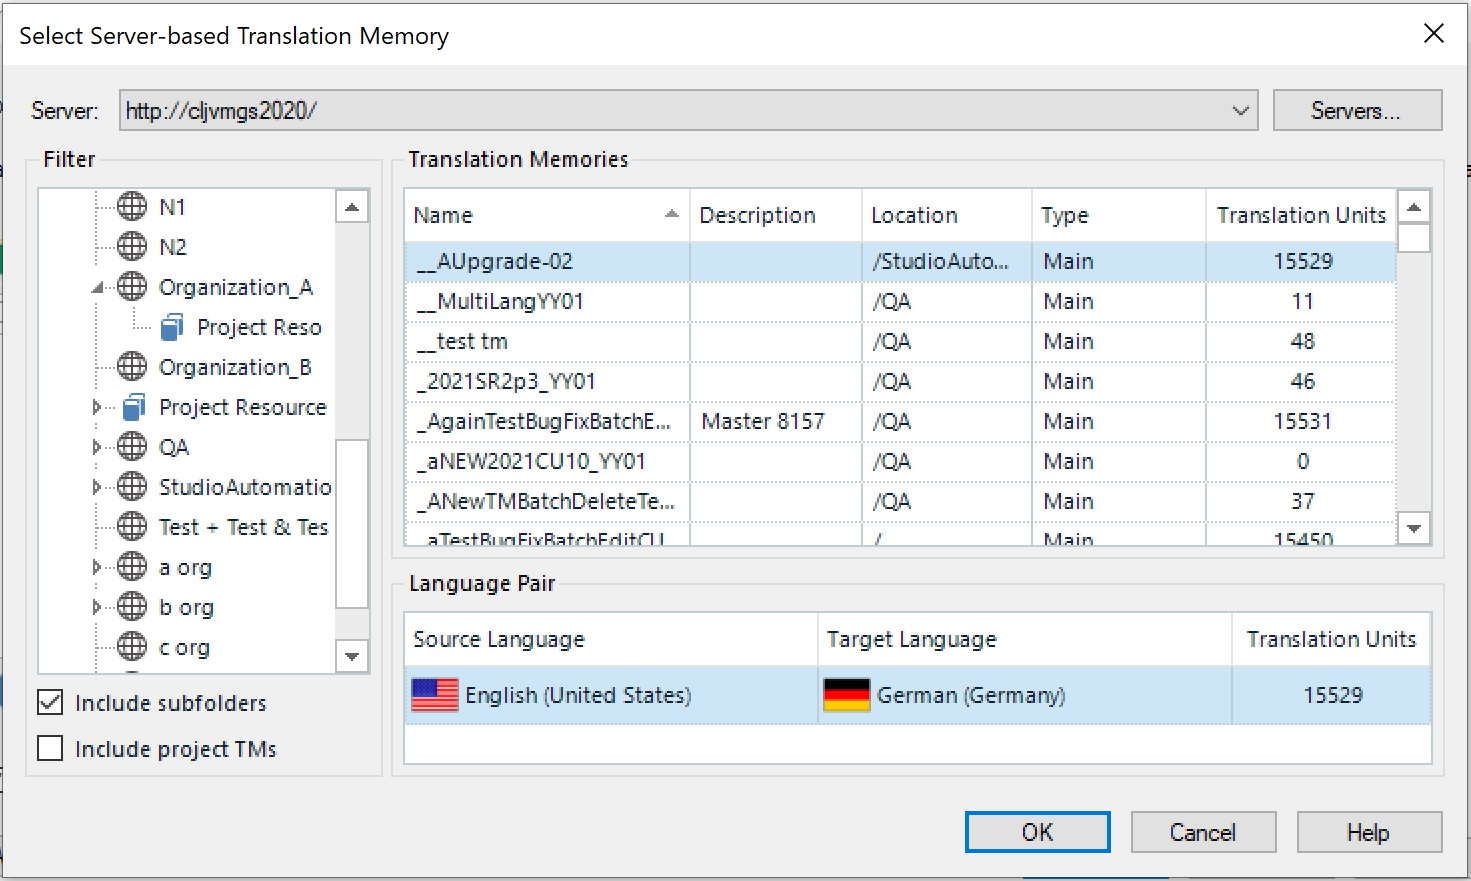 Select Server-based Translation Memory
Server: http://cljvmgs2020/ Servers...
Filter
N1
N2
Organization_A
Project Reso
Organization_B
Project Resource
QA
StudioAutomatio
Test + Test & Tes
a org
b org
c org
Include subfolders
Include project TMs
Translation Memories
Name Description Location Type Translation Units
__AUpgrade-02 /StudioAuto... Main 15529
__MultiLangYY01 /QA Main 11
__test tm /QA Main 48
_2021SR2p3_YY01 /QA Main 46
_AgainTestBugFixBatchE... Master 8157 /QA Main 15531
_aNEW2021CU10_YY01 /QA Main 0
_ANewTMBatchDeleteTe... /QA Main 37
_aTestBugFixBatchEditCU / Main 15450
Language Pair
Source Language Target Language Translation Units
English (United States) German (Germany) 15529
OK Cancel Help